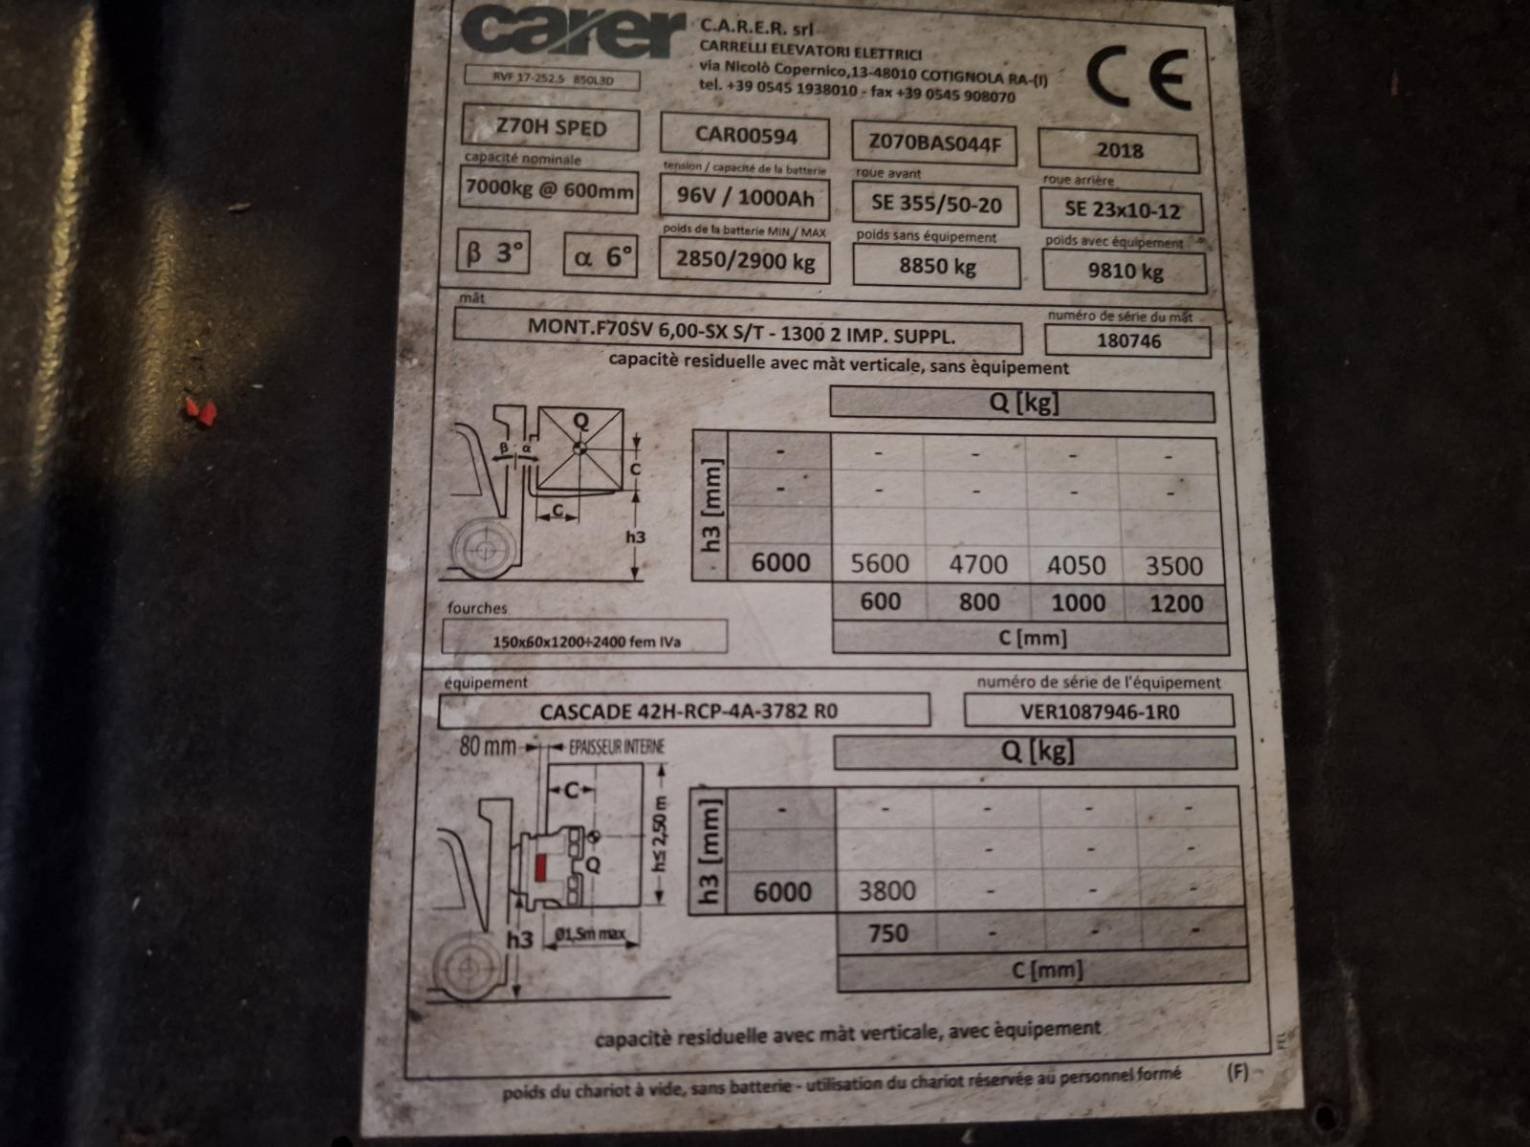 carer
C.A.R.E.R. srl
CARRELLI ELEVATORI ELETTRICI
via Nicolò Copernico,13-48010 COTIGNOLA RA-(I)
tel. +39 0545 1938010 - fax +39 0545 908070
CE
RVF 17-252.5 850L3D
Z70H SPED CAR00594 Z070BAS044F 2018
capacité nominale tension / capacité de la batterie roue avant roue arrière
7000kg @ 600mm 96V / 1000Ah SE 355/50-20 SE 23x10-12
poids de la batterie MIN / MAX poids sans équipement poids avec équipement
β 3° α 6° 2850/2900 kg 8850 kg 9810 kg
mât numéro de série du mât
MONT.F70SV 6,00-SX S/T - 1300 2 IMP. SUPPL. 180746
capacitè residuelle avec màt verticale, sans èquipement
Q [kg]
Q
β α
C
C
h3
h3 [mm]
- - - - -
- - - - -
6000 5600 4700 4050 3500
600 800 1000 1200
C [mm]
fourches
150x60x1200÷2400 fem IVa
équipement numéro de série de l'équipement
CASCADE 42H-RCP-4A-3782 R0 VER1087946-1R0
80 mm EPAISSEUR INTERNE
Q [kg]
C
Q
h≤ 2,50 m
h3 Ø1,5m max
h3 [mm]
- - - - -
- - -
6000 3800 - - -
750 - - -
C [mm]
capacitè residuelle avec màt verticale, avec èquipement
poids du chariot à vide, sans batterie - utilisation du chariot réservée au personnel formé (F)